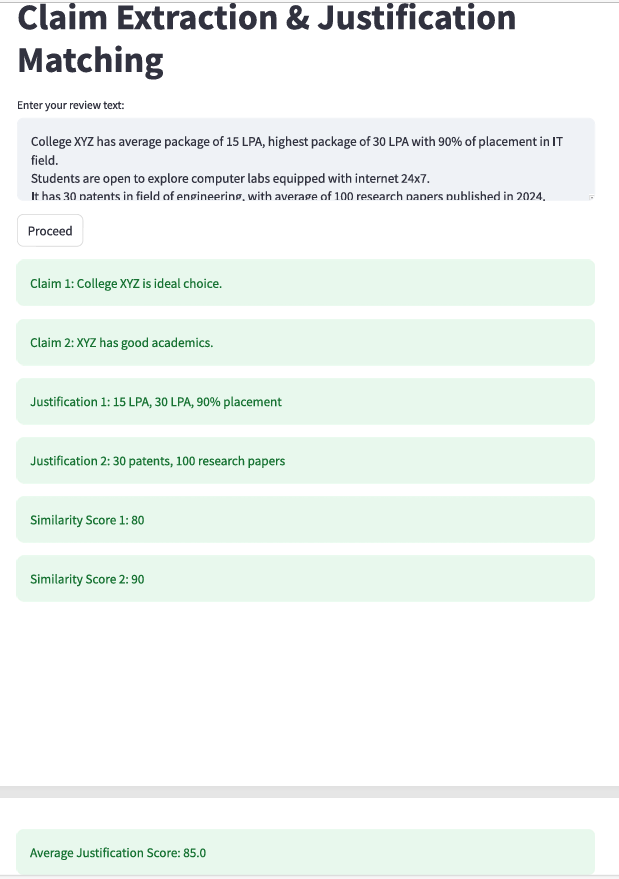 Claim Extraction & Justification
Matching
Enter your review text:
College XYZ has average package of 15 LPA, highest package of 30 LPA with 90% of placement in IT
field.
Students are open to explore computer labs equipped with internet 24x7.
It has 30 patents in field of engineering, with average of 100 research papers published in 2024.
Proceed
Claim 1: College XYZ is ideal choice.
Claim 2: XYZ has good academics.
Justification 1: 15 LPA, 30 LPA, 90% placement
Justification 2: 30 patents, 100 research papers
Similarity Score 1: 80
Similarity Score 2: 90
Average Justification Score: 85.0